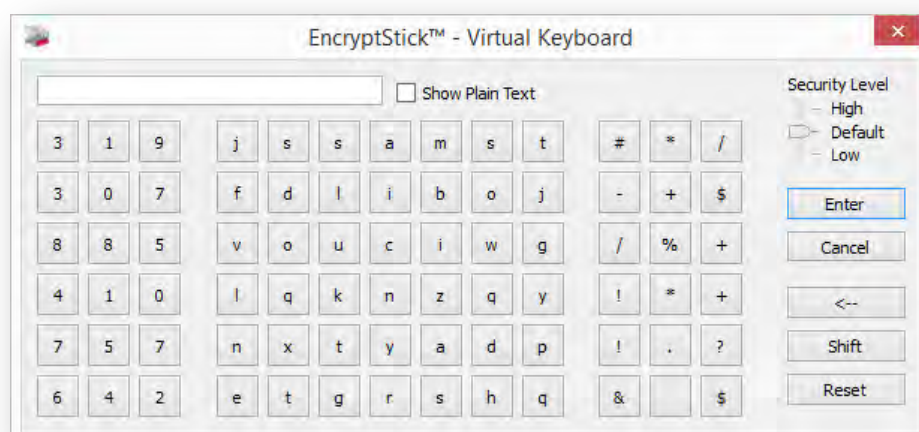 EncryptStick™ - Virtual Keyboard
Show Plain Text
Security Level
High
Default
Low
3 1 9 j s s a m s t # * /
3 0 7 f d l i b o j - + $
Enter
8 8 5 v o u c i w g / % +
Cancel
4 1 0 l q k n z q y ! * +
<--
7 5 7 n x t y a d p ! . ?
Shift
6 4 2 e t g r s h q & $
Reset